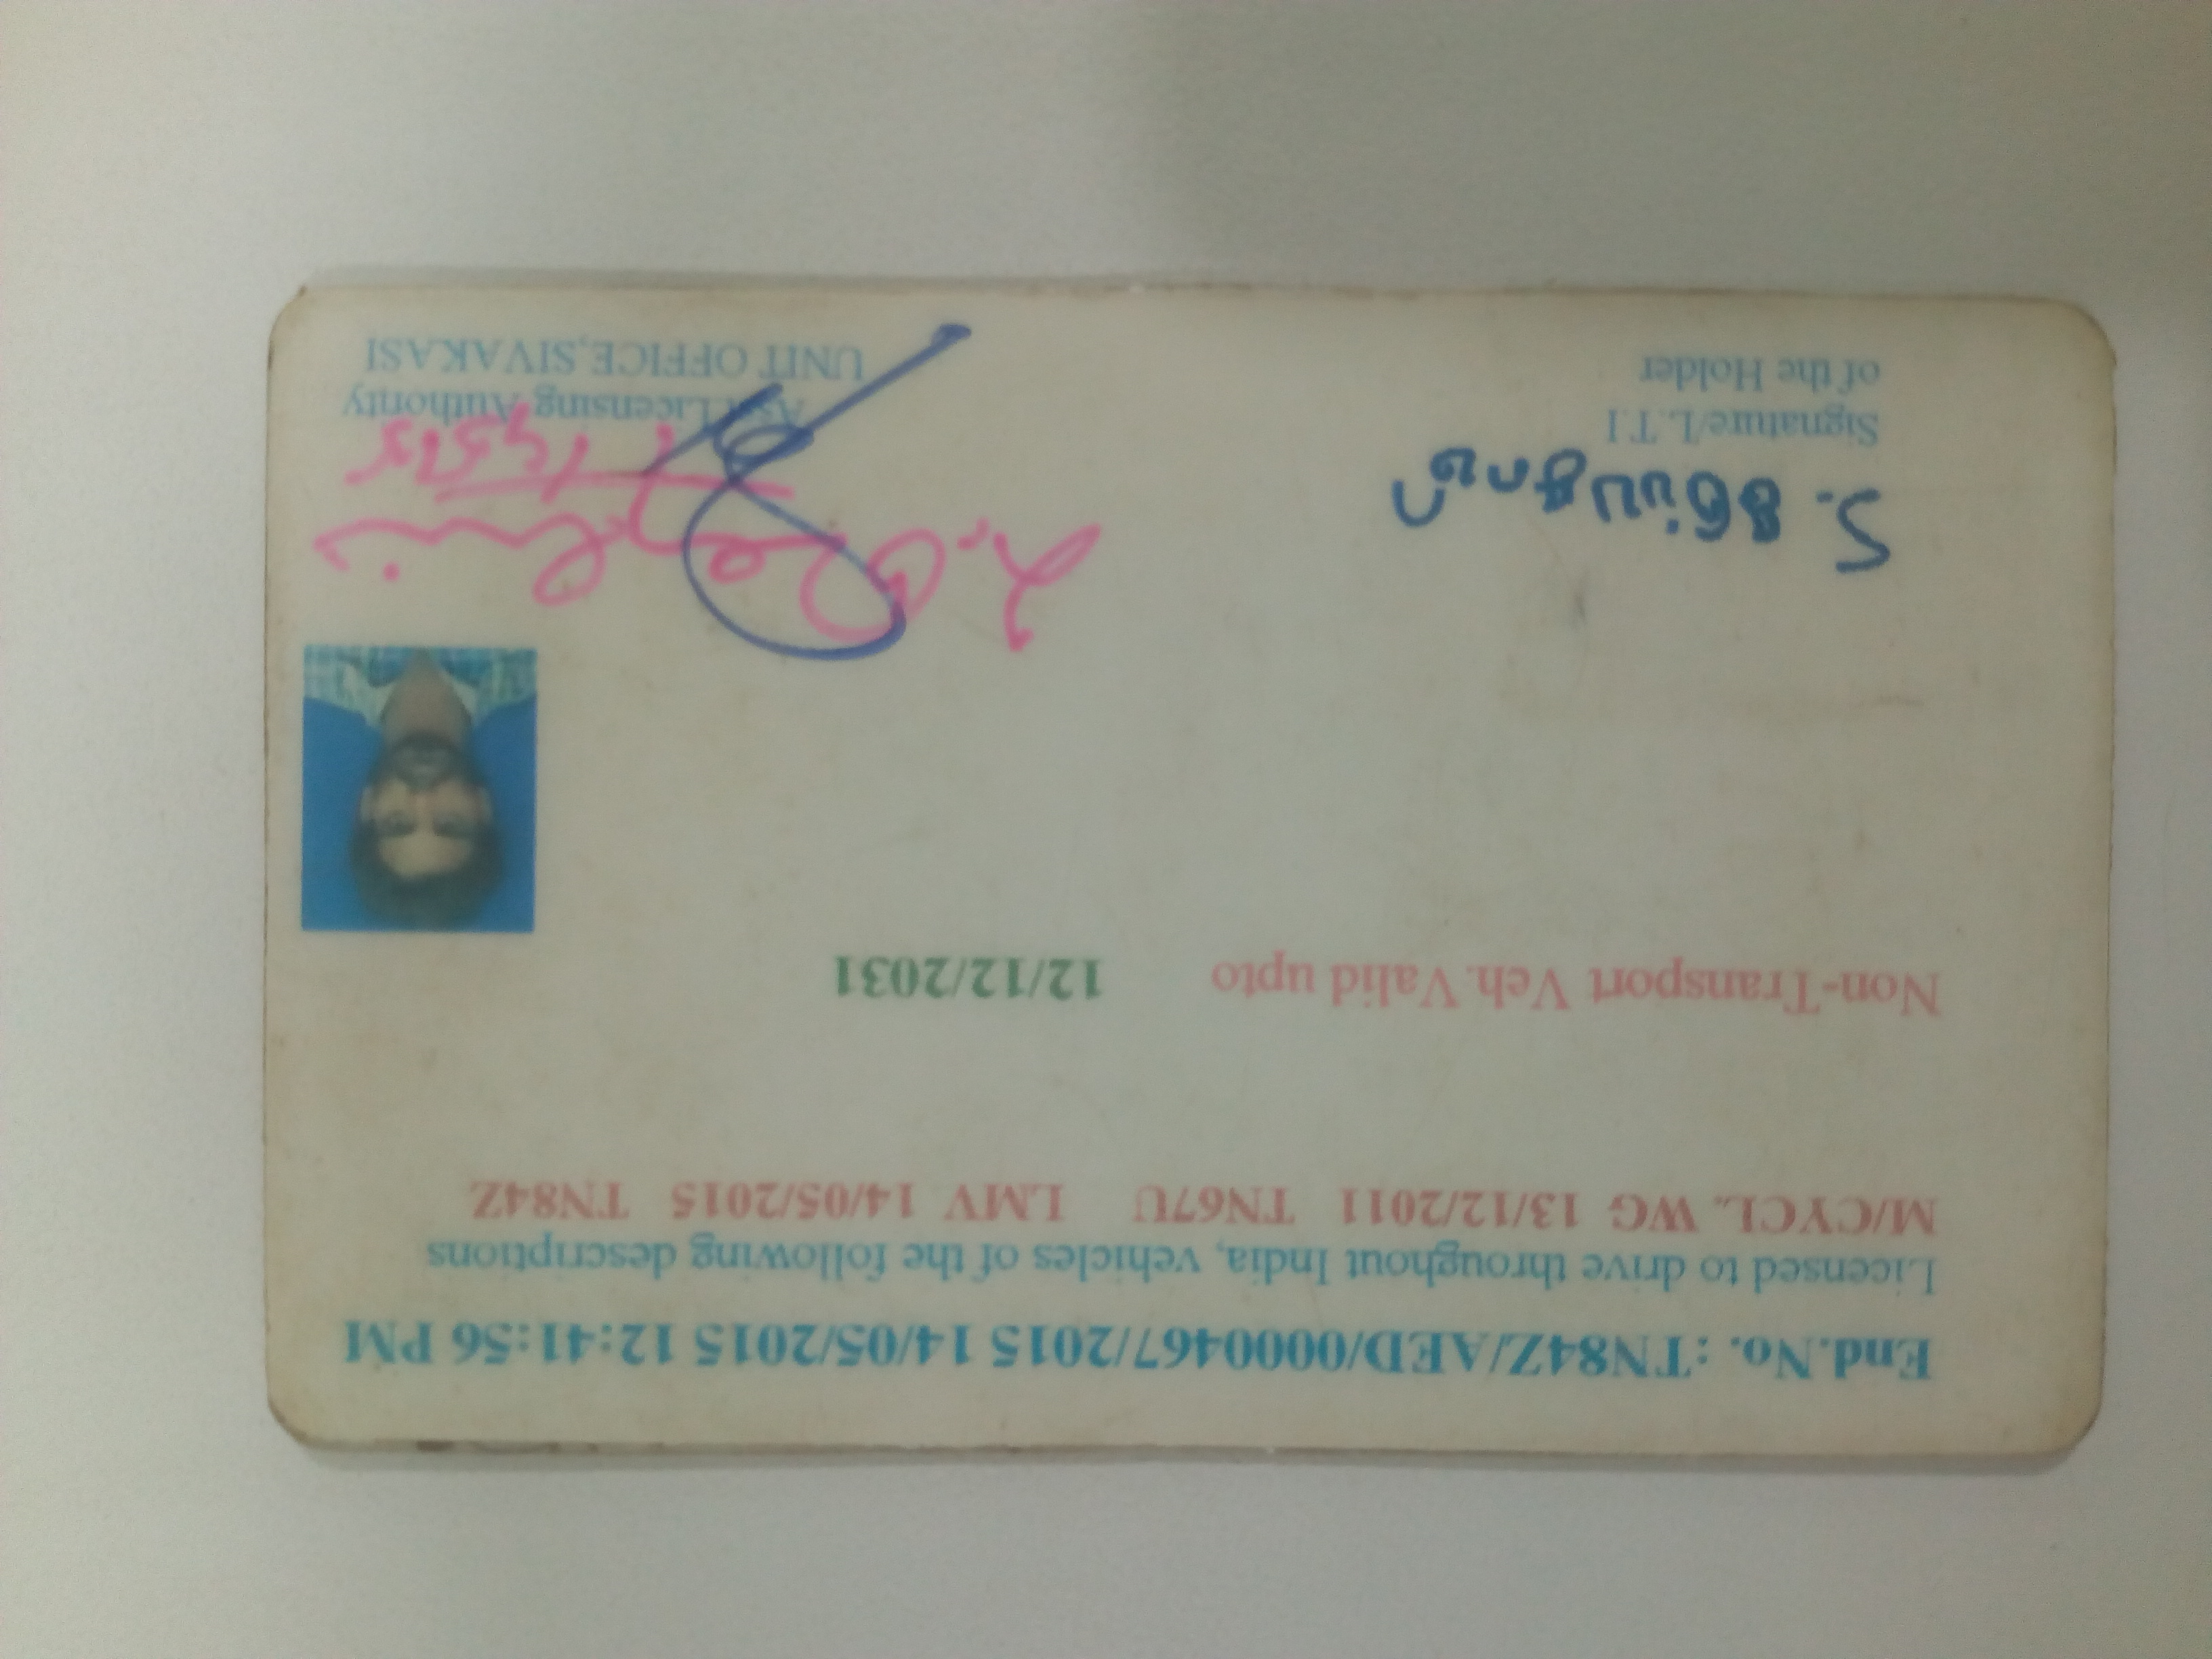 End.No. : TN84Z/AED/0000467/2015 14/05/2015 12:41:56 PM
Licensed to drive throughout India, vehicles of the following descriptions
M/CYCL. WG 13/12/2011 TN67U LMV 14/05/2015 TN84Z
Non-Transport Veh. Valid upto 12/12/2031
Signature/L.T.I
of the Holder
Asst Licensing Authority
UNIT OFFICE,SIVAKASI